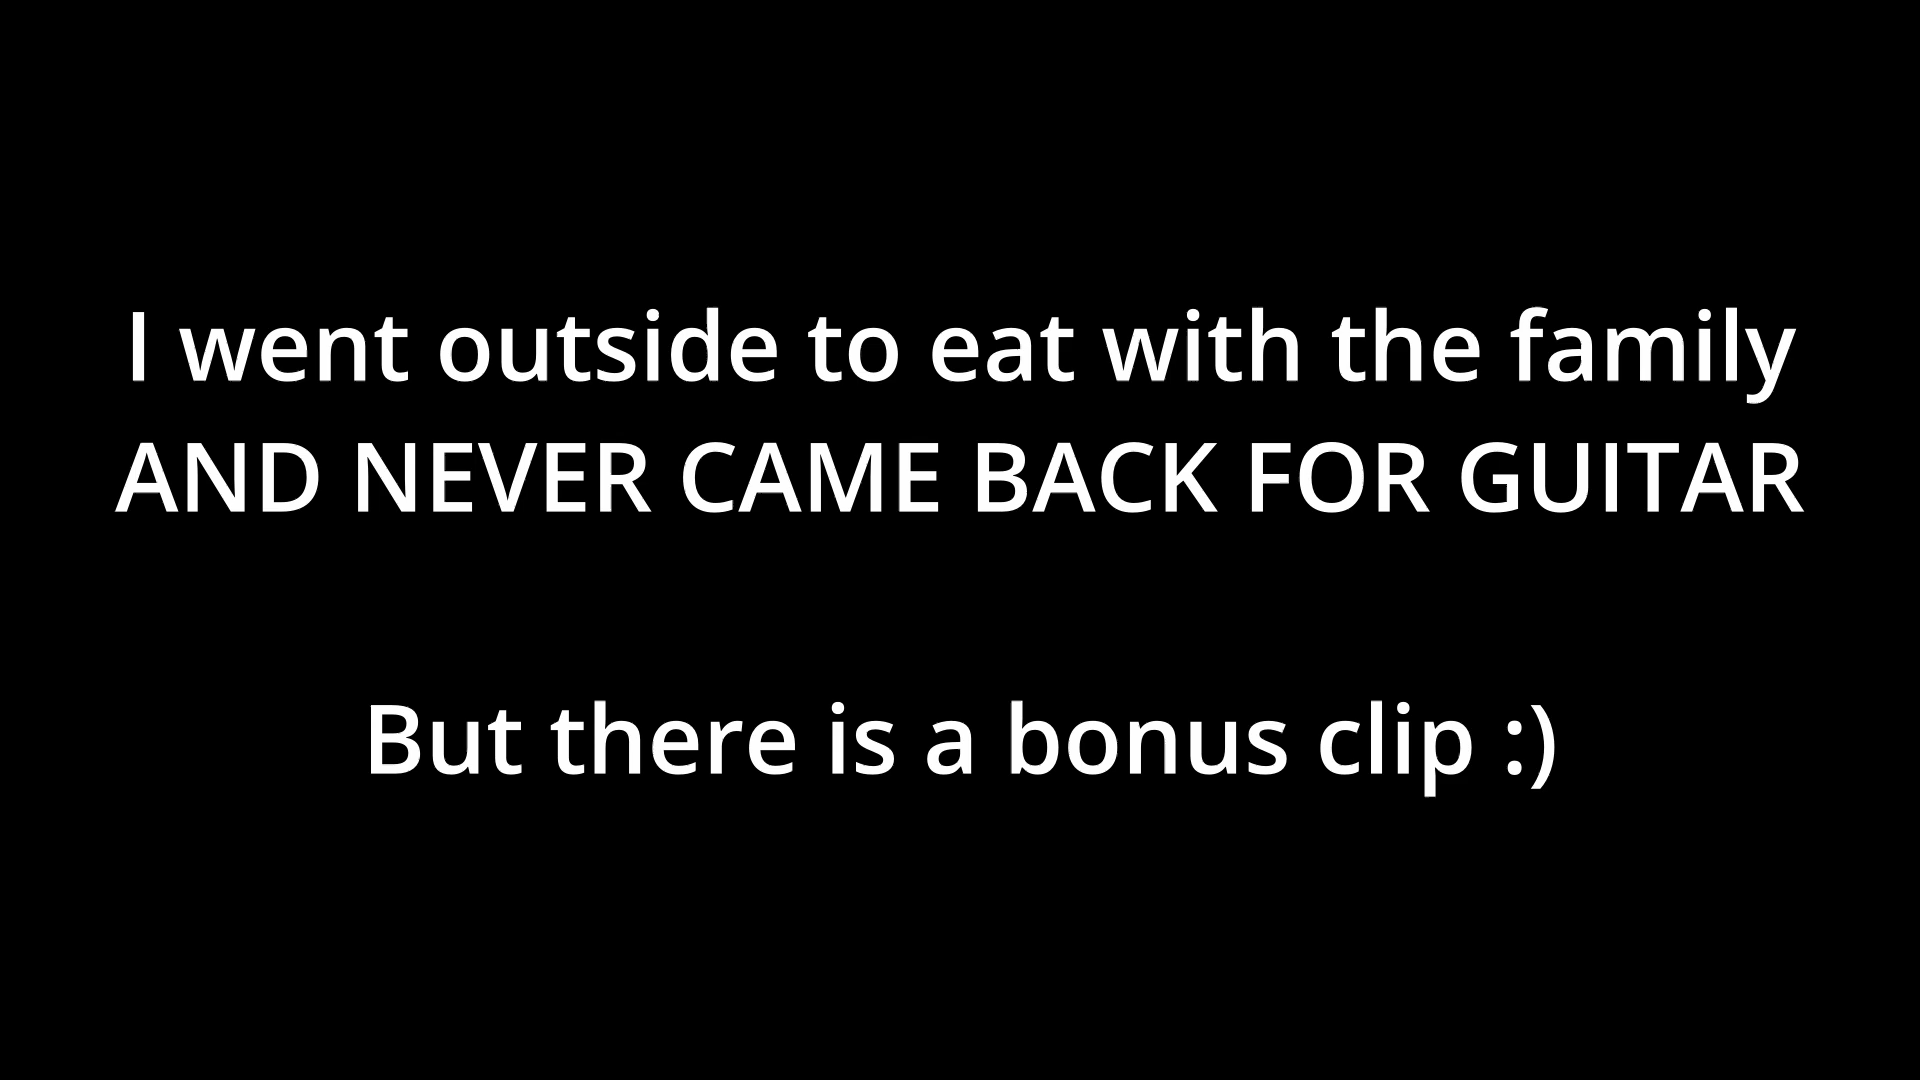 I went outside to eat with the family
AND NEVER CAME BACK FOR GUITAR
But there is a bonus clip :)